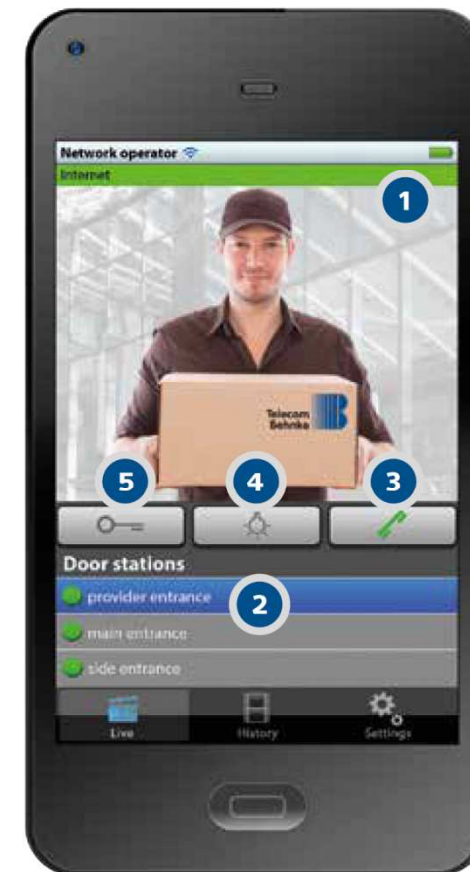 Network operator
Internet
1
Telecom
Behnke
5
4
3
Door stations
provider entrance
2
main entrance
side entrance
Live
History
Settings